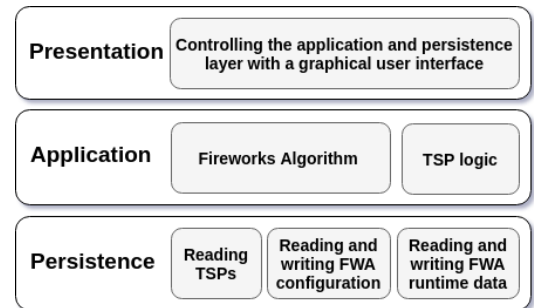 Presentation
Controlling the application and persistence
layer with a graphical user interface
Application
Fireworks Algorithm
TSP logic
Persistence
Reading
TSPs
Reading and
writing FWA
configuration
Reading and
writing FWA
runtime data